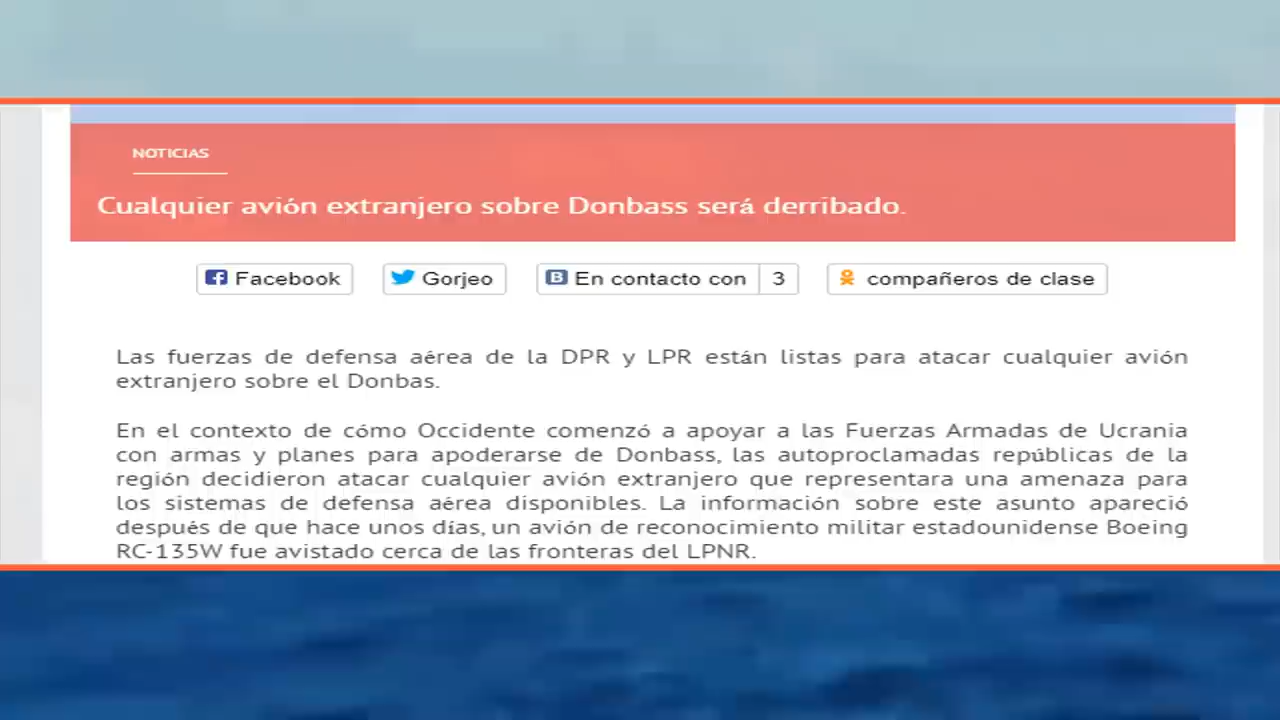 NOTICIAS
Cualquier avión extranjero sobre Donbass será derribado.
Facebook
Gorjeo
En contacto con
3
compañeros de clase
Las fuerzas de defensa aérea de la DPR y LPR están listas para atacar cualquier avión
extranjero sobre el Donbas.
En el contexto de cómo Occidente comenzó a apoyar a las Fuerzas Armadas de Ucrania
con armas y planes para apoderarse de Donbass, las autoproclamadas repúblicas de la
región decidieron atacar cualquier avión extranjero que representara una amenaza para
los sistemas de defensa aérea disponibles. La información sobre este asunto apareció
después de que hace unos días, un avión de reconocimiento militar estadounidense Boeing
RC-135W fue avistado cerca de las fronteras del LPNR.